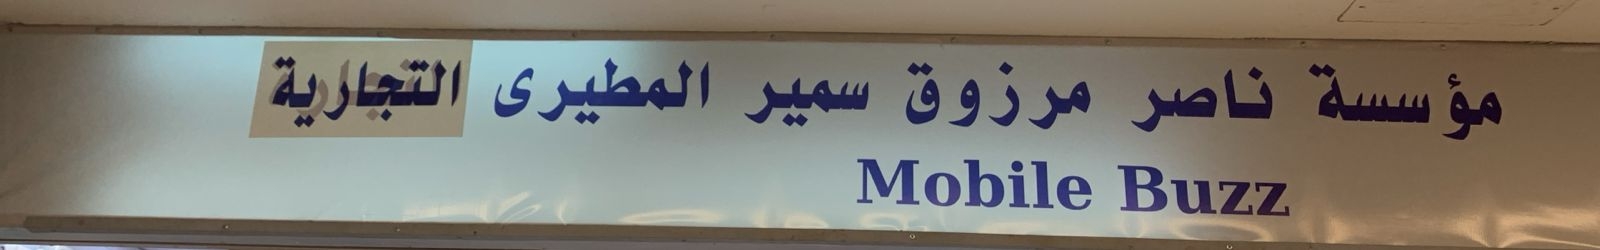 مؤسسة ناصر مرزوق سمير المطيرى التجارية
Mobile Buzz